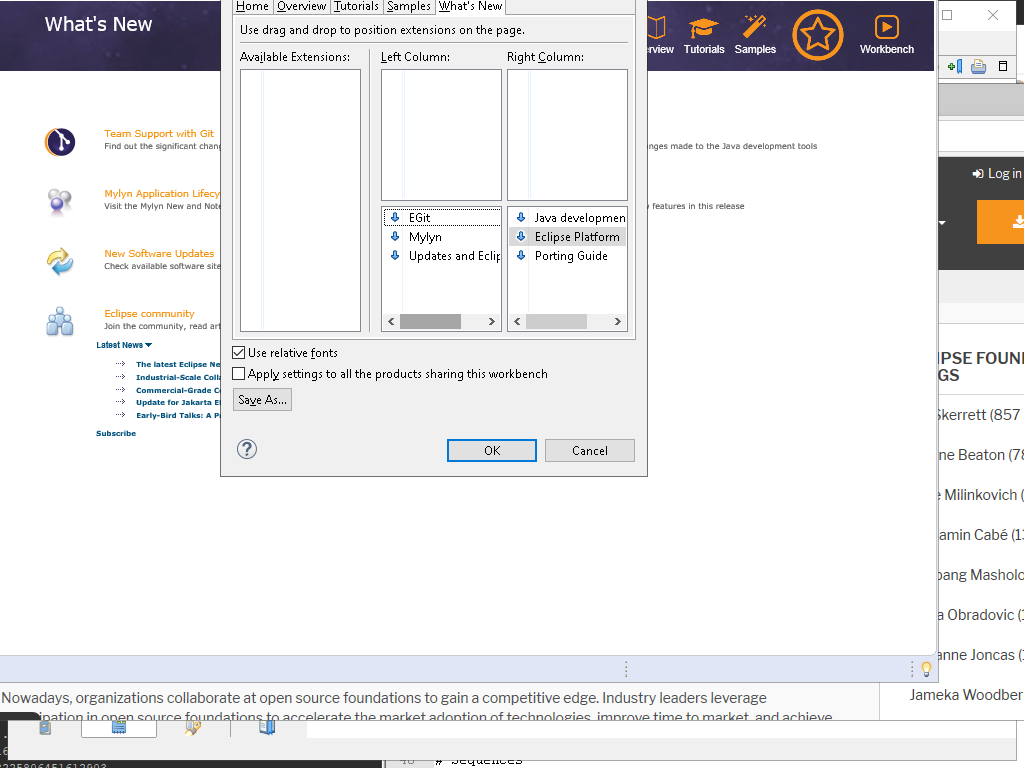 What's New
Home Overview Tutorials Samples What's New
Use drag and drop to position extensions on the page.
Available Extensions: Left Column: Right Column:
EGit
Mylyn
Updates and Eclip
Java developmen
Eclipse Platform
Porting Guide
Use relative fonts
Apply settings to all the products sharing this workbench
Save As...
?
OK Cancel
rview Tutorials Samples Workbench
Team Support with Git
Find out the significant chang
nges made to the Java development tools
Mylyn Application Lifecy
Visit the Mylyn New and Note
features in this release
New Software Updates
Check available software site
Eclipse community
Join the community, read art
Latest News
The latest Eclipse Ne
Industrial-Scale Colla
Commercial-Grade C
Update for Jakarta EE
Early-Bird Talks: A P
Subscribe
Log in
IPSE FOUN
GS
Skerrett (857
ne Beaton (78
e Milinkovich (
amin Cabé (13
bang Masholo
a Obradovic (1
anne Joncas (1
Jameka Woodber
Nowadays, organizations collaborate at open source foundations to gain a competitive edge. Industry leaders leverage
ipation in open source foundations to accelerate the market adoption of technologies, improve time to market, and achieve
# Sequences